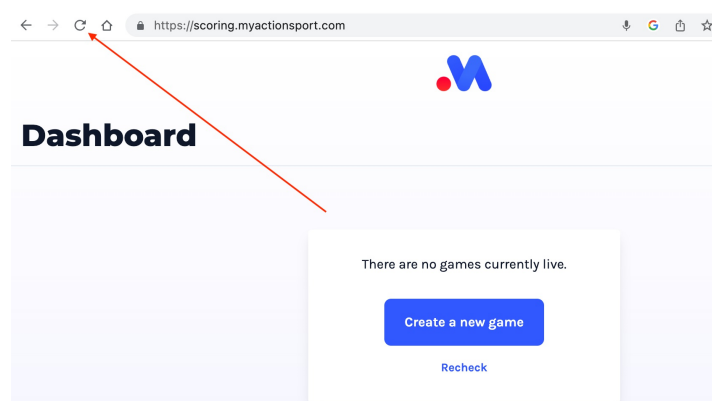 https://scoring.myactionsport.com
Dashboard
There are no games currently live.
Create a new game
Recheck